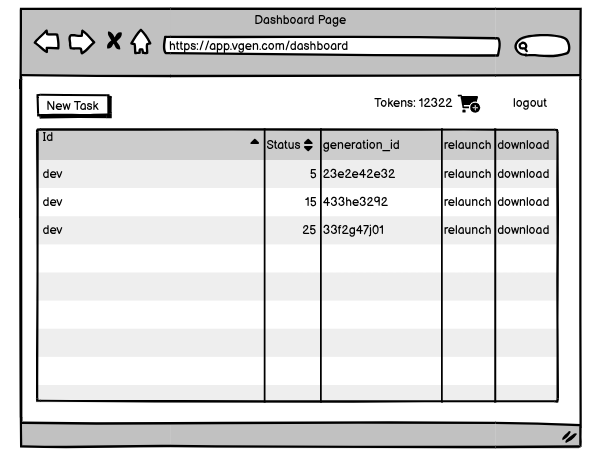 Dashboard Page
https://app.vgen.com/dashboard
New Task
Tokens: 12322
logout
Id Status generation_id relaunch download
dev 5 23e2e42e32 relaunch download
dev 15 433he3292 relaunch download
dev 25 33f2g47j01 relaunch download